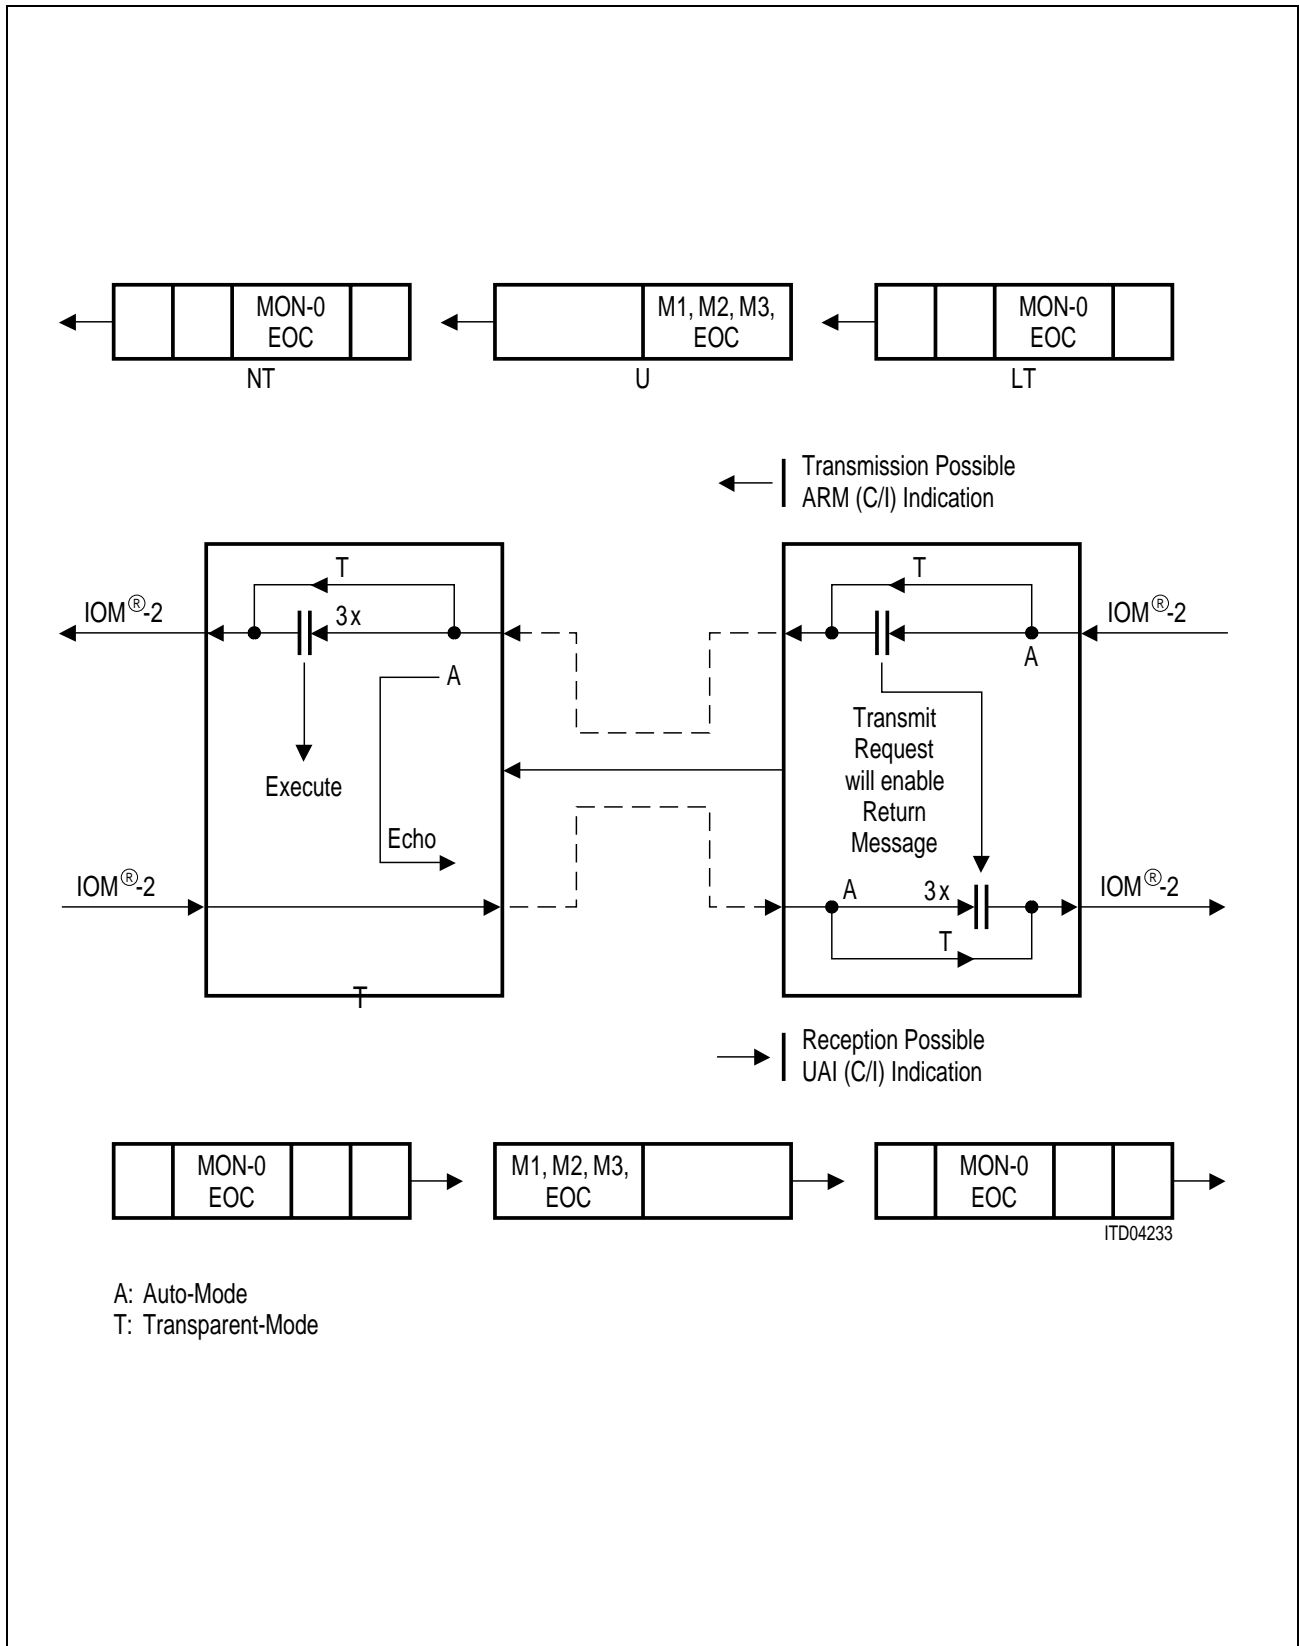 MON-0
EOC
M1, M2, M3,
EOC
MON-0
EOC
NT
U
LT
Transmission Possible
ARM (C/I) Indication
T
T
IOM®-2
3x
IOM®-2
A
A
Transmit
Request
will enable
Return
Message
Execute
Echo
IOM®-2
A
3x
IOM®-2
T
T
Reception Possible
UAI (C/I) Indication
MON-0
EOC
M1, M2, M3,
EOC
MON-0
EOC
ITD04233
A: Auto-Mode
T: Transparent-Mode